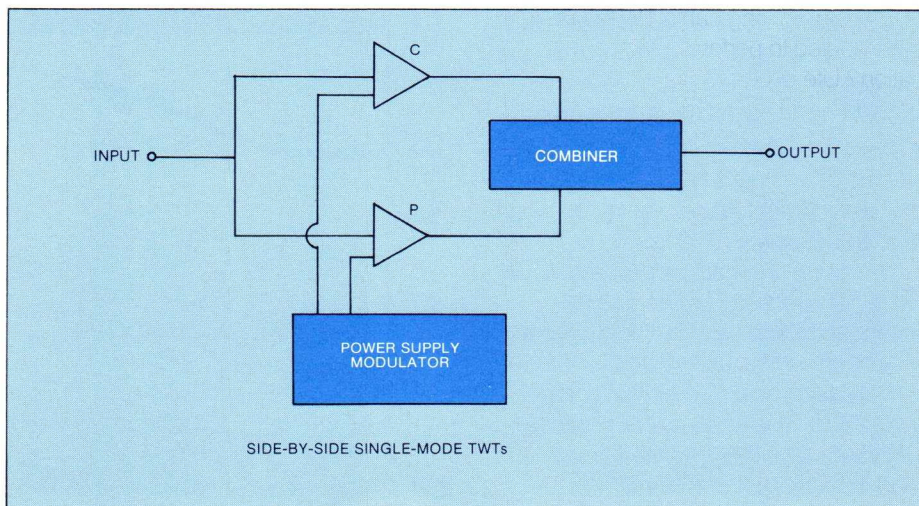 C
INPUT
COMBINER
OUTPUT
P
POWER SUPPLY
MODULATOR
SIDE-BY-SIDE SINGLE-MODE TWTs